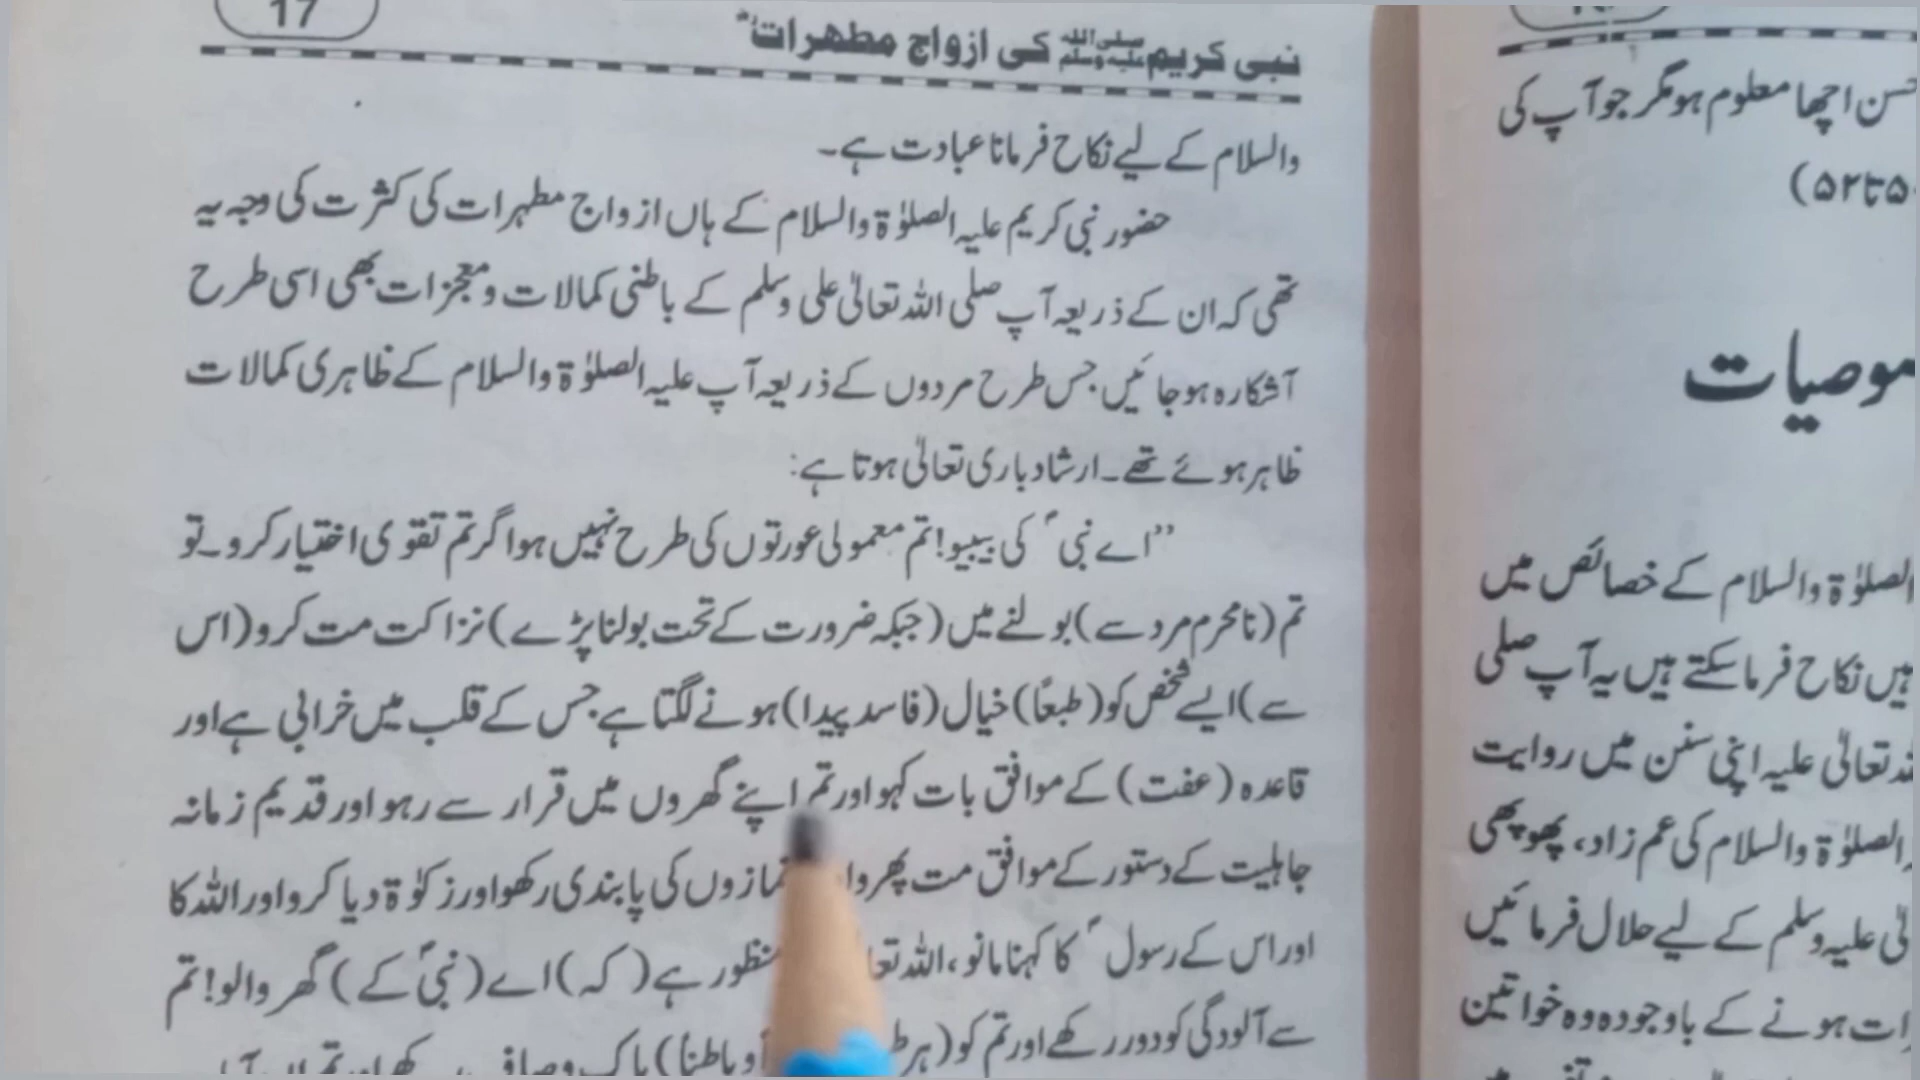 17
نبی کریم ﷺ کی ازواج مطہرات
والسلام کے لیے نکاح فرمانا عبادت ہے۔
حضور نبی کریم علیہ الصلوٰۃ والسلام کے ہاں ازواج مطہرات کی کثرت کی وجہ یہ
تھی کہ ان کے ذریعہ آپ صلی اللہ تعالیٰ علی وسلم کے باطنی کمالات و معجزات بھی اسی طرح
آشکارہ ہو جائیں جس طرح مردوں کے ذریعہ آپ علیہ الصلوٰۃ والسلام کے ظاہری کمالات
ظاہر ہوئے تھے۔ ارشاد باری تعالیٰ ہوتا ہے:
”اے نبیؐ کی بیبیو! تم معمولی عورتوں کی طرح نہیں ہو اگر تم تقوی اختیار کرو۔ تو
تم (نامحرم مرد سے) بولنے میں (جبکہ ضرورت کے تحت بولنا پڑے) نزاکت مت کرو (اس
سے) ایسے شخص کو (طبعاً) خیال (فاسد پیدا) ہونے لگتا ہے جس کے قلب میں خرابی ہے اور
قاعدہ (عفت) کے موافق بات کہو اور تم اپنے گھروں میں قرار سے رہو اور قدیم زمانہ
جاہلیت کے دستور کے موافق مت پھرو نمازوں کی پابندی رکھو اور زکوٰۃ دیا کرو اور اللہ کا
اور اس کے رسولؐ کا کہنا مانو، اللہ منظور ہے (کہ) اے (نبیؐ کے) گھر والو! تم
سے آلودگی کو دور رکھے اور تم کو (ہر و باطناً) پاک و صاف
حسن اچھا معلوم ہو مگر جو آپ کی
۵۲)
الصلوٰۃ والسلام کے خصائص میں
ہیں نکاح فرما سکتے ہیں یہ آپ صلی
تعالیٰ علیہ اپنی سنن میں روایت
الصلوٰۃ والسلام کی عم زاد، پھوپھی
علیہ وسلم کے لیے حلال فرمائیں
ہونے کے باوجود وہ خواتین